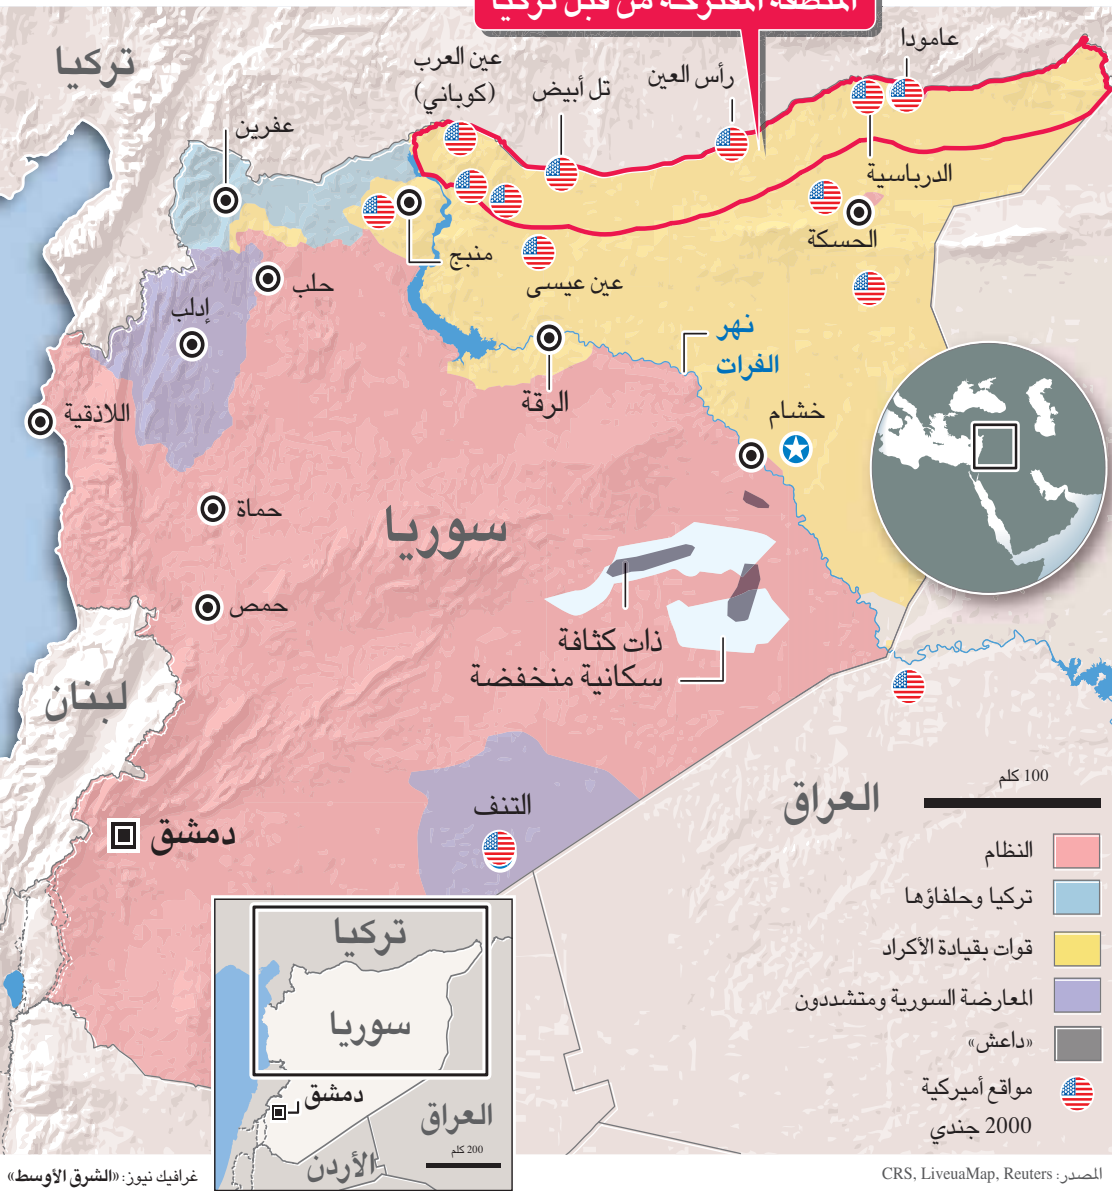 المنطقة المقترحة من قبل تركيا
تركيا
عين العرب
(كوباني)
تل أبيض
رأس العين
عامودا
عفرين
الدرباسية
الحسكة
منبج
عين عيسى
حلب
إدلب
نهر
الفرات
الرقة
خشام
اللاذقية
حماة
سوريا
حمص
ذات كثافة
سكانية منخفضة
لبنان
التنف
العراق
دمشق
100 كلم
النظام
تركيا وحلفاؤها
قوات بقيادة الأكراد
المعارضة السورية ومتشددون
«داعش»
مواقع أميركية
2000 جندي
تركيا
سوريا
دمشق
العراق
200 كلم
الأردن
المصدر: CRS, LiveuaMap, Reuters
غرافيك نيوز: «الشرق الأوسط»